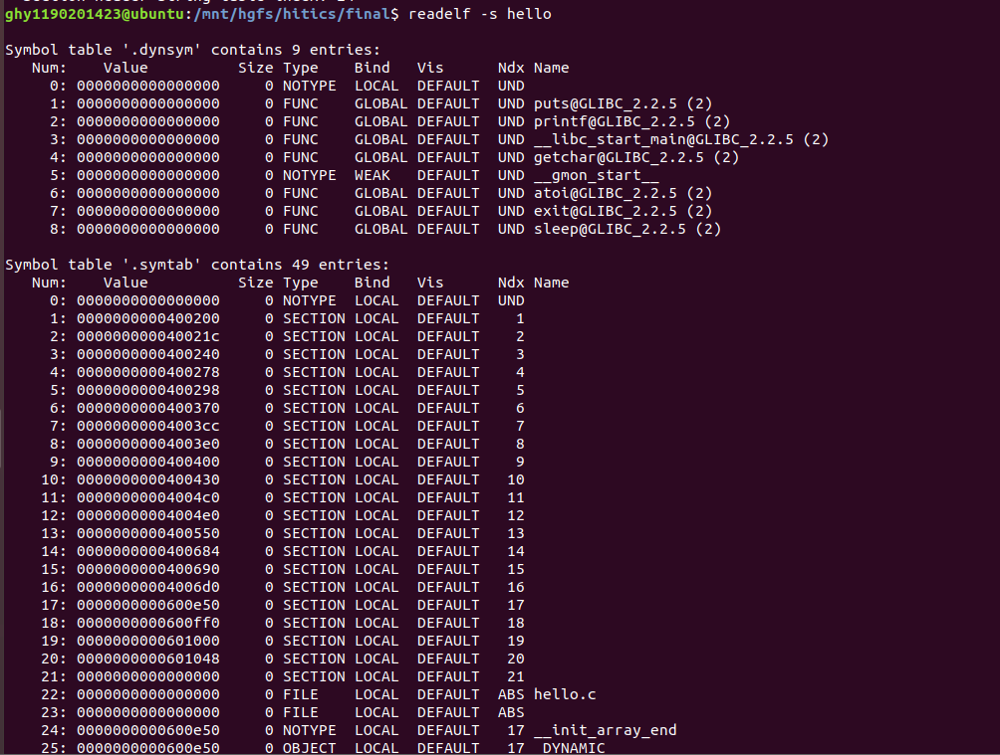 ghy1190201423@ubuntu:/mnt/hgfs/hitics/final$ readelf -s hello
Symbol table '.dynsym' contains 9 entries:
   Num:    Value          Size Type    Bind   Vis      Ndx Name
     0: 0000000000000000     0 NOTYPE  LOCAL  DEFAULT  UND
     1: 0000000000000000     0 FUNC    GLOBAL DEFAULT  UND puts@GLIBC_2.2.5 (2)
     2: 0000000000000000     0 FUNC    GLOBAL DEFAULT  UND printf@GLIBC_2.2.5 (2)
     3: 0000000000000000     0 FUNC    GLOBAL DEFAULT  UND __libc_start_main@GLIBC_2.2.5 (2)
     4: 0000000000000000     0 FUNC    GLOBAL DEFAULT  UND getchar@GLIBC_2.2.5 (2)
     5: 0000000000000000     0 NOTYPE  WEAK   DEFAULT  UND __gmon_start__
     6: 0000000000000000     0 FUNC    GLOBAL DEFAULT  UND atoi@GLIBC_2.2.5 (2)
     7: 0000000000000000     0 FUNC    GLOBAL DEFAULT  UND exit@GLIBC_2.2.5 (2)
     8: 0000000000000000     0 FUNC    GLOBAL DEFAULT  UND sleep@GLIBC_2.2.5 (2)
Symbol table '.symtab' contains 49 entries:
   Num:    Value          Size Type    Bind   Vis      Ndx Name
     0: 0000000000000000     0 NOTYPE  LOCAL  DEFAULT  UND
     1: 0000000000400200     0 SECTION LOCAL  DEFAULT    1
     2: 000000000040021c     0 SECTION LOCAL  DEFAULT    2
     3: 0000000000400240     0 SECTION LOCAL  DEFAULT    3
     4: 0000000000400278     0 SECTION LOCAL  DEFAULT    4
     5: 0000000000400298     0 SECTION LOCAL  DEFAULT    5
     6: 0000000000400370     0 SECTION LOCAL  DEFAULT    6
     7: 00000000004003cc     0 SECTION LOCAL  DEFAULT    7
     8: 00000000004003e0     0 SECTION LOCAL  DEFAULT    8
     9: 0000000000400400     0 SECTION LOCAL  DEFAULT    9
    10: 0000000000400430     0 SECTION LOCAL  DEFAULT   10
    11: 00000000004004c0     0 SECTION LOCAL  DEFAULT   11
    12: 00000000004004e0     0 SECTION LOCAL  DEFAULT   12
    13: 0000000000400550     0 SECTION LOCAL  DEFAULT   13
    14: 0000000000400684     0 SECTION LOCAL  DEFAULT   14
    15: 0000000000400690     0 SECTION LOCAL  DEFAULT   15
    16: 00000000004006d0     0 SECTION LOCAL  DEFAULT   16
    17: 0000000000600e50     0 SECTION LOCAL  DEFAULT   17
    18: 0000000000600ff0     0 SECTION LOCAL  DEFAULT   18
    19: 0000000000601000     0 SECTION LOCAL  DEFAULT   19
    20: 0000000000601048     0 SECTION LOCAL  DEFAULT   20
    21: 0000000000000000     0 SECTION LOCAL  DEFAULT   21
    22: 0000000000000000     0 FILE    LOCAL  DEFAULT  ABS hello.c
    23: 0000000000000000     0 FILE    LOCAL  DEFAULT  ABS
    24: 0000000000600e50     0 NOTYPE  LOCAL  DEFAULT   17 __init_array_end
    25: 0000000000600e50     0 OBJECT  LOCAL  DEFAULT   17 _DYNAMIC